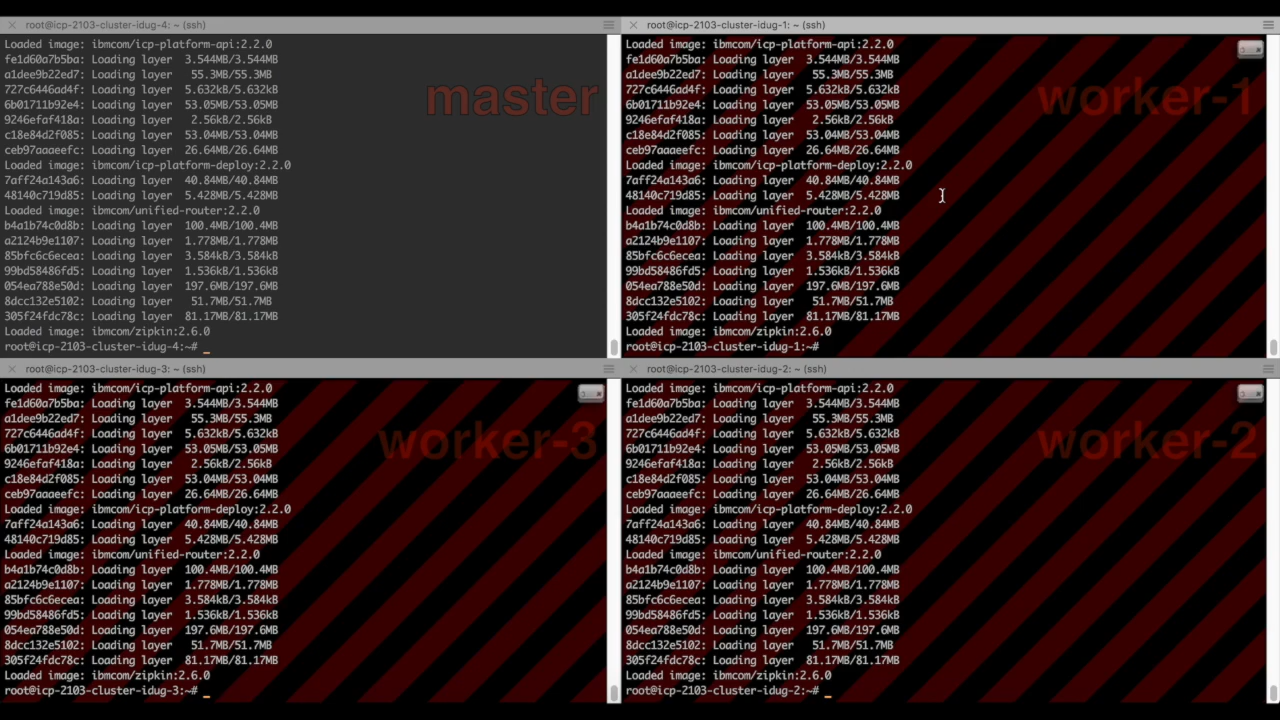 root@icp-2103-cluster-idug-4: ~ (ssh)
Loaded image: ibmcom/icp-platform-api:2.2.0
fe1d60a7b5ba: Loading layer  3.544MB/3.544MB
a1dee9b22ed7: Loading layer   55.3MB/55.3MB
727c6446ad4f: Loading layer  5.632kB/5.632kB
6b01711b92e4: Loading layer  53.05MB/53.05MB
9246efaf418a: Loading layer   2.56kB/2.56kB
c18e84d2f085: Loading layer  53.04MB/53.04MB
ceb97aaaeefc: Loading layer  26.64MB/26.64MB
Loaded image: ibmcom/icp-platform-deploy:2.2.0
7aff24a143a6: Loading layer  40.84MB/40.84MB
48140c719d85: Loading layer  5.428MB/5.428MB
Loaded image: ibmcom/unified-router:2.2.0
b4a1b74c0d8b: Loading layer  100.4MB/100.4MB
a2124b9e1107: Loading layer  1.778MB/1.778MB
85bfc6c6ecea: Loading layer  3.584kB/3.584kB
99bd58486fd5: Loading layer  1.536kB/1.536kB
054ea788e50d: Loading layer  197.6MB/197.6MB
8dcc132e5102: Loading layer   51.7MB/51.7MB
305f24fdc78c: Loading layer  81.17MB/81.17MB
Loaded image: ibmcom/zipkin:2.6.0
root@icp-2103-cluster-idug-4:~# _
master
root@icp-2103-cluster-idug-1: ~ (ssh)
Loaded image: ibmcom/icp-platform-api:2.2.0
fe1d60a7b5ba: Loading layer  3.544MB/3.544MB
a1dee9b22ed7: Loading layer   55.3MB/55.3MB
727c6446ad4f: Loading layer  5.632kB/5.632kB
6b01711b92e4: Loading layer  53.05MB/53.05MB
9246efaf418a: Loading layer   2.56kB/2.56kB
c18e84d2f085: Loading layer  53.04MB/53.04MB
ceb97aaaeefc: Loading layer  26.64MB/26.64MB
Loaded image: ibmcom/icp-platform-deploy:2.2.0
7aff24a143a6: Loading layer  40.84MB/40.84MB
48140c719d85: Loading layer  5.428MB/5.428MB
Loaded image: ibmcom/unified-router:2.2.0
b4a1b74c0d8b: Loading layer  100.4MB/100.4MB
a2124b9e1107: Loading layer  1.778MB/1.778MB
85bfc6c6ecea: Loading layer  3.584kB/3.584kB
99bd58486fd5: Loading layer  1.536kB/1.536kB
054ea788e50d: Loading layer  197.6MB/197.6MB
8dcc132e5102: Loading layer   51.7MB/51.7MB
305f24fdc78c: Loading layer  81.17MB/81.17MB
Loaded image: ibmcom/zipkin:2.6.0
root@icp-2103-cluster-idug-1:~#
worker-1
root@icp-2103-cluster-idug-3: ~ (ssh)
Loaded image: ibmcom/icp-platform-api:2.2.0
fe1d60a7b5ba: Loading layer  3.544MB/3.544MB
a1dee9b22ed7: Loading layer   55.3MB/55.3MB
727c6446ad4f: Loading layer  5.632kB/5.632kB
6b01711b92e4: Loading layer  53.05MB/53.05MB
9246efaf418a: Loading layer   2.56kB/2.56kB
c18e84d2f085: Loading layer  53.04MB/53.04MB
ceb97aaaeefc: Loading layer  26.64MB/26.64MB
Loaded image: ibmcom/icp-platform-deploy:2.2.0
7aff24a143a6: Loading layer  40.84MB/40.84MB
48140c719d85: Loading layer  5.428MB/5.428MB
Loaded image: ibmcom/unified-router:2.2.0
b4a1b74c0d8b: Loading layer  100.4MB/100.4MB
a2124b9e1107: Loading layer  1.778MB/1.778MB
85bfc6c6ecea: Loading layer  3.584kB/3.584kB
99bd58486fd5: Loading layer  1.536kB/1.536kB
054ea788e50d: Loading layer  197.6MB/197.6MB
8dcc132e5102: Loading layer   51.7MB/51.7MB
305f24fdc78c: Loading layer  81.17MB/81.17MB
Loaded image: ibmcom/zipkin:2.6.0
root@icp-2103-cluster-idug-3:~# _
worker-3
root@icp-2103-cluster-idug-2: ~ (ssh)
Loaded image: ibmcom/icp-platform-api:2.2.0
fe1d60a7b5ba: Loading layer  3.544MB/3.544MB
a1dee9b22ed7: Loading layer   55.3MB/55.3MB
727c6446ad4f: Loading layer  5.632kB/5.632kB
6b01711b92e4: Loading layer  53.05MB/53.05MB
9246efaf418a: Loading layer   2.56kB/2.56kB
c18e84d2f085: Loading layer  53.04MB/53.04MB
ceb97aaaeefc: Loading layer  26.64MB/26.64MB
Loaded image: ibmcom/icp-platform-deploy:2.2.0
7aff24a143a6: Loading layer  40.84MB/40.84MB
48140c719d85: Loading layer  5.428MB/5.428MB
Loaded image: ibmcom/unified-router:2.2.0
b4a1b74c0d8b: Loading layer  100.4MB/100.4MB
a2124b9e1107: Loading layer  1.778MB/1.778MB
85bfc6c6ecea: Loading layer  3.584kB/3.584kB
99bd58486fd5: Loading layer  1.536kB/1.536kB
054ea788e50d: Loading layer  197.6MB/197.6MB
8dcc132e5102: Loading layer   51.7MB/51.7MB
305f24fdc78c: Loading layer  81.17MB/81.17MB
Loaded image: ibmcom/zipkin:2.6.0
root@icp-2103-cluster-idug-2:~# _
worker-2